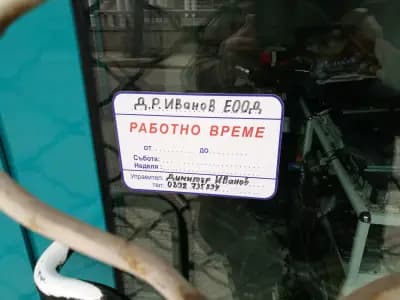 Д.Р. Иванов ЕООД
РАБОТНО ВРЕМЕ
от ............ до ............
Събота:
Неделя:
Управител: Димитър Иванов
тел: